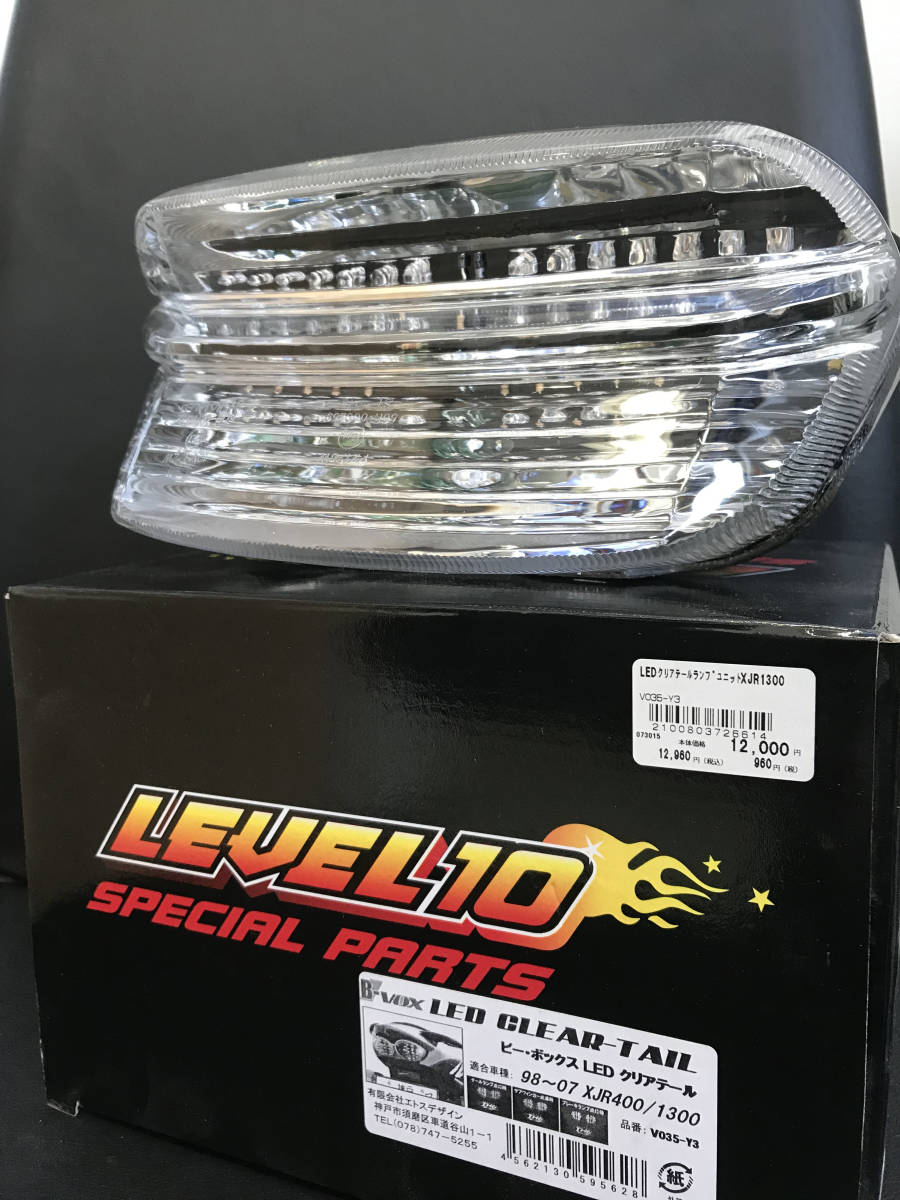 LEDクリアテールランプユニットXJR1300
V035-Y3
2100803726614
073015 本体価格 12,000円
12,960円(税込) 960円(税)
LEVEL10
SPECIAL PARTS
B-VOX LED CLEAR-TAIL
ビー・ボックス LED クリアテール
適合車種: 98～07 XJR400/1300
有限会社エトスデザイン
神戸市須磨区車道谷山1-1
TEL(078)-747-5255
品番: V035-Y3
4562130595628
紙